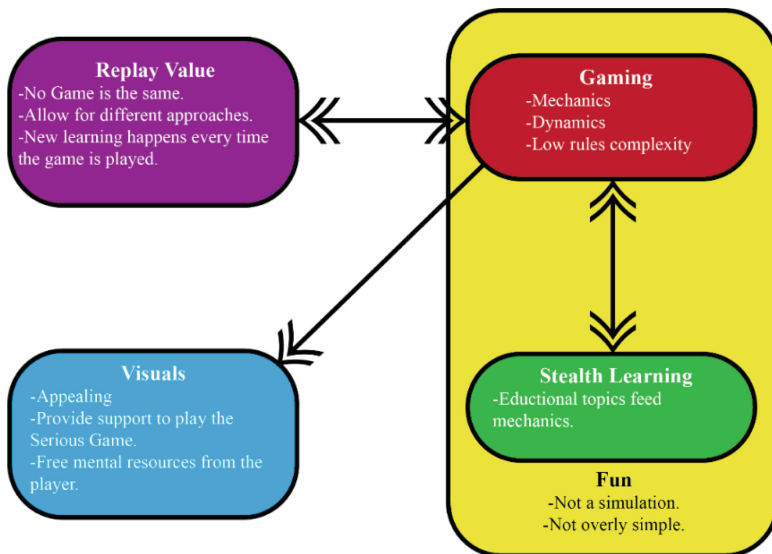 Replay Value
-No Game is the same.
-Allow for different approaches.
-New learning happens every time
the game is played.
Gaming
-Mechanics
-Dynamics
-Low rules complexity
Visuals
-Appealing
-Provide support to play the
Serious Game.
-Free mental resources from the
player.
Stealth Learning
-Eductional topics feed
mechanics.
Fun
-Not a simulation.
-Not overly simple.